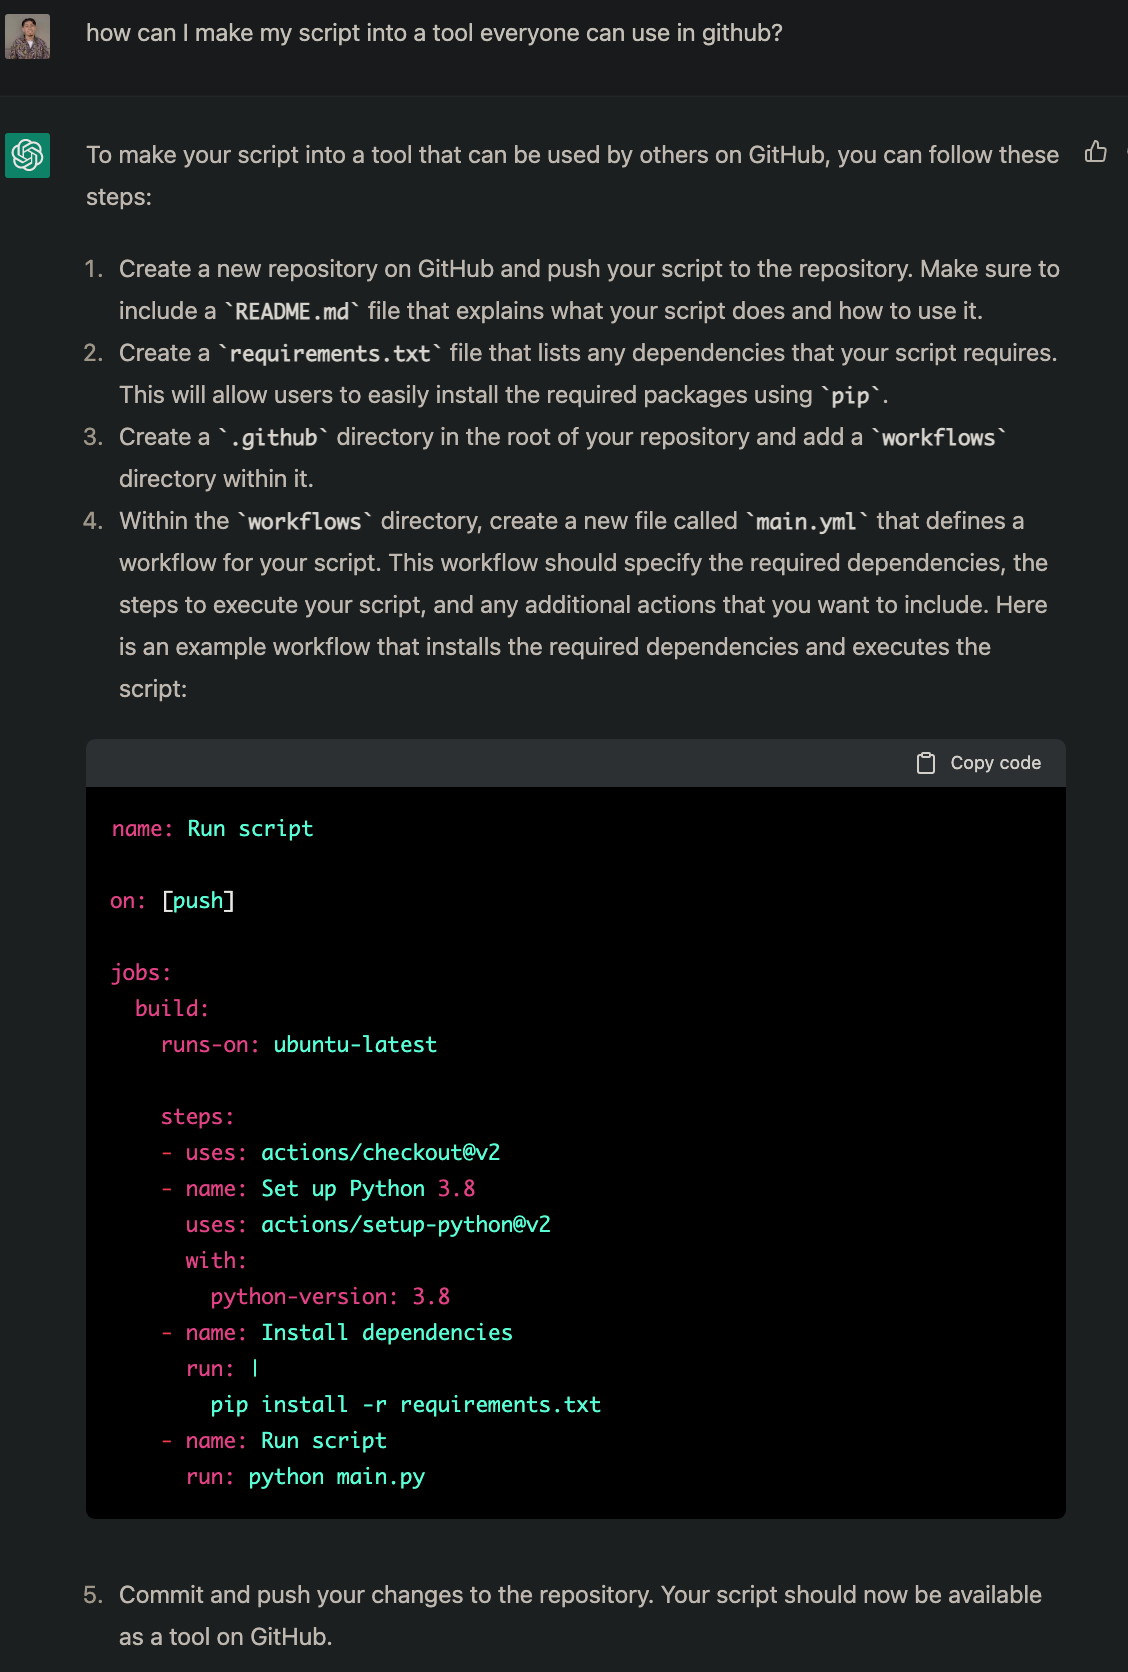 how can I make my script into a tool everyone can use in github?
To make your script into a tool that can be used by others on GitHub, you can follow these
steps:
1. Create a new repository on GitHub and push your script to the repository. Make sure to
include a `README.md` file that explains what your script does and how to use it.
2. Create a `requirements.txt` file that lists any dependencies that your script requires.
This will allow users to easily install the required packages using `pip`.
3. Create a `.github` directory in the root of your repository and add a `workflows`
directory within it.
4. Within the `workflows` directory, create a new file called `main.yml` that defines a
workflow for your script. This workflow should specify the required dependencies, the
steps to execute your script, and any additional actions that you want to include. Here
is an example workflow that installs the required dependencies and executes the
script:
Copy code
name: Run script
on: [push]
jobs:
  build:
    runs-on: ubuntu-latest
    steps:
    - uses: actions/checkout@v2
    - name: Set up Python 3.8
      uses: actions/setup-python@v2
      with:
        python-version: 3.8
    - name: Install dependencies
      run: |
        pip install -r requirements.txt
    - name: Run script
      run: python main.py
5. Commit and push your changes to the repository. Your script should now be available
as a tool on GitHub.